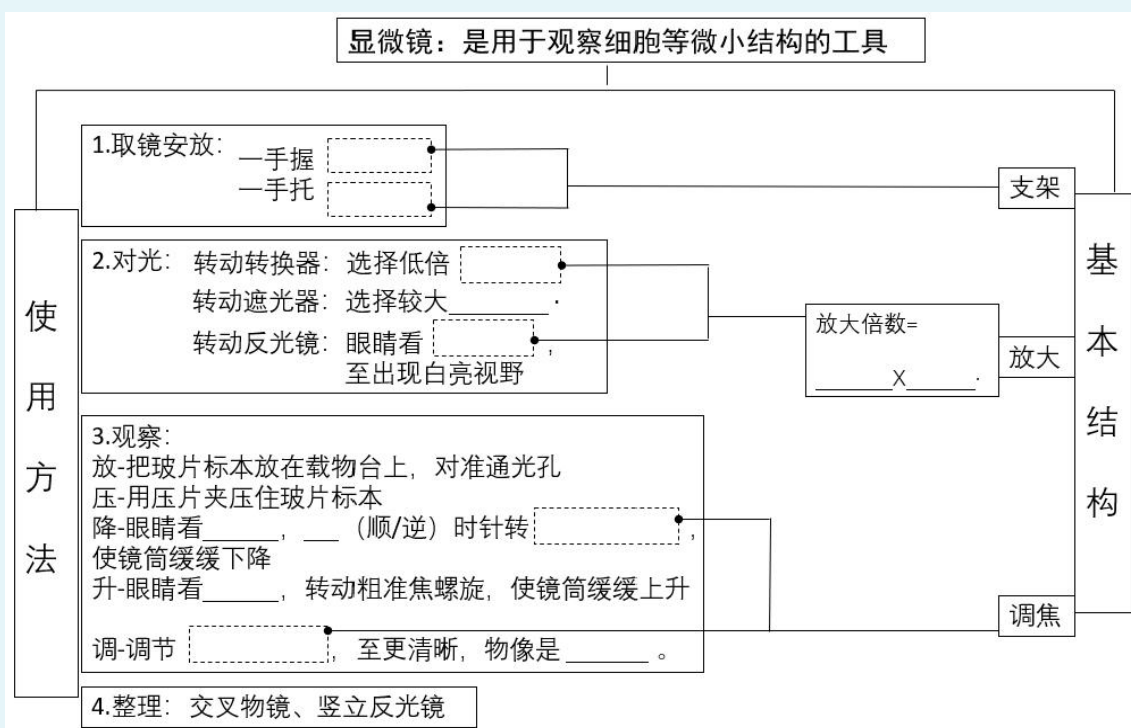 显微镜：是用于观察细胞等微小结构的工具
1.取镜安放：一手握
一手托
支架
2.对光：转动转换器：选择低倍
转动遮光器：选择较大______.
转动反光镜：眼睛看 ，
至出现白亮视野
放大倍数=
______X______.
放大
3.观察：
放-把玻片标本放在载物台上，对准通光孔
压-用压片夹压住玻片标本
降-眼睛看______，___（顺/逆）时针转 ，
使镜筒缓缓下降
升-眼睛看______，转动粗准焦螺旋，使镜筒缓缓上升
调-调节 ，至更清晰，物像是______。
调焦
4.整理：交叉物镜、竖立反光镜
使用方法
基本结构